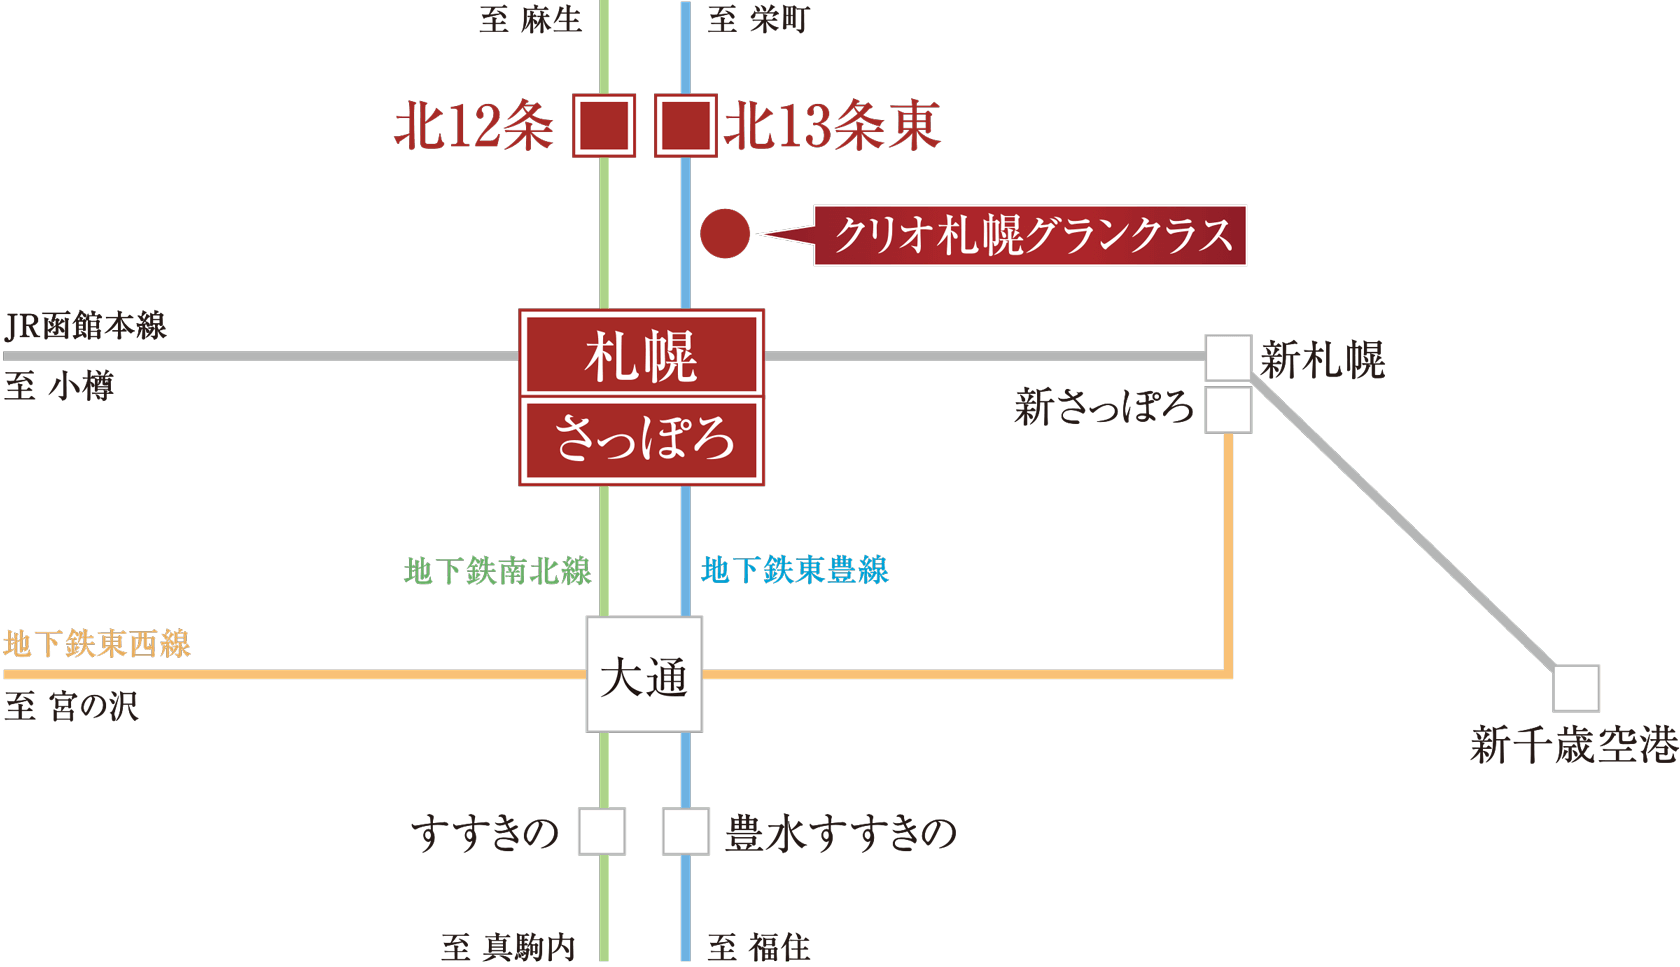 至 麻生
至 栄町
北12条
北13条東
クリオ札幌グランクラス
JR函館本線
至 小樽
札幌
さっぽろ
新札幌
新さっぽろ
地下鉄南北線
地下鉄東豊線
地下鉄東西線
至 宮の沢
大通
新千歳空港
すすきの
豊水すすきの
至 真駒内
至 福住